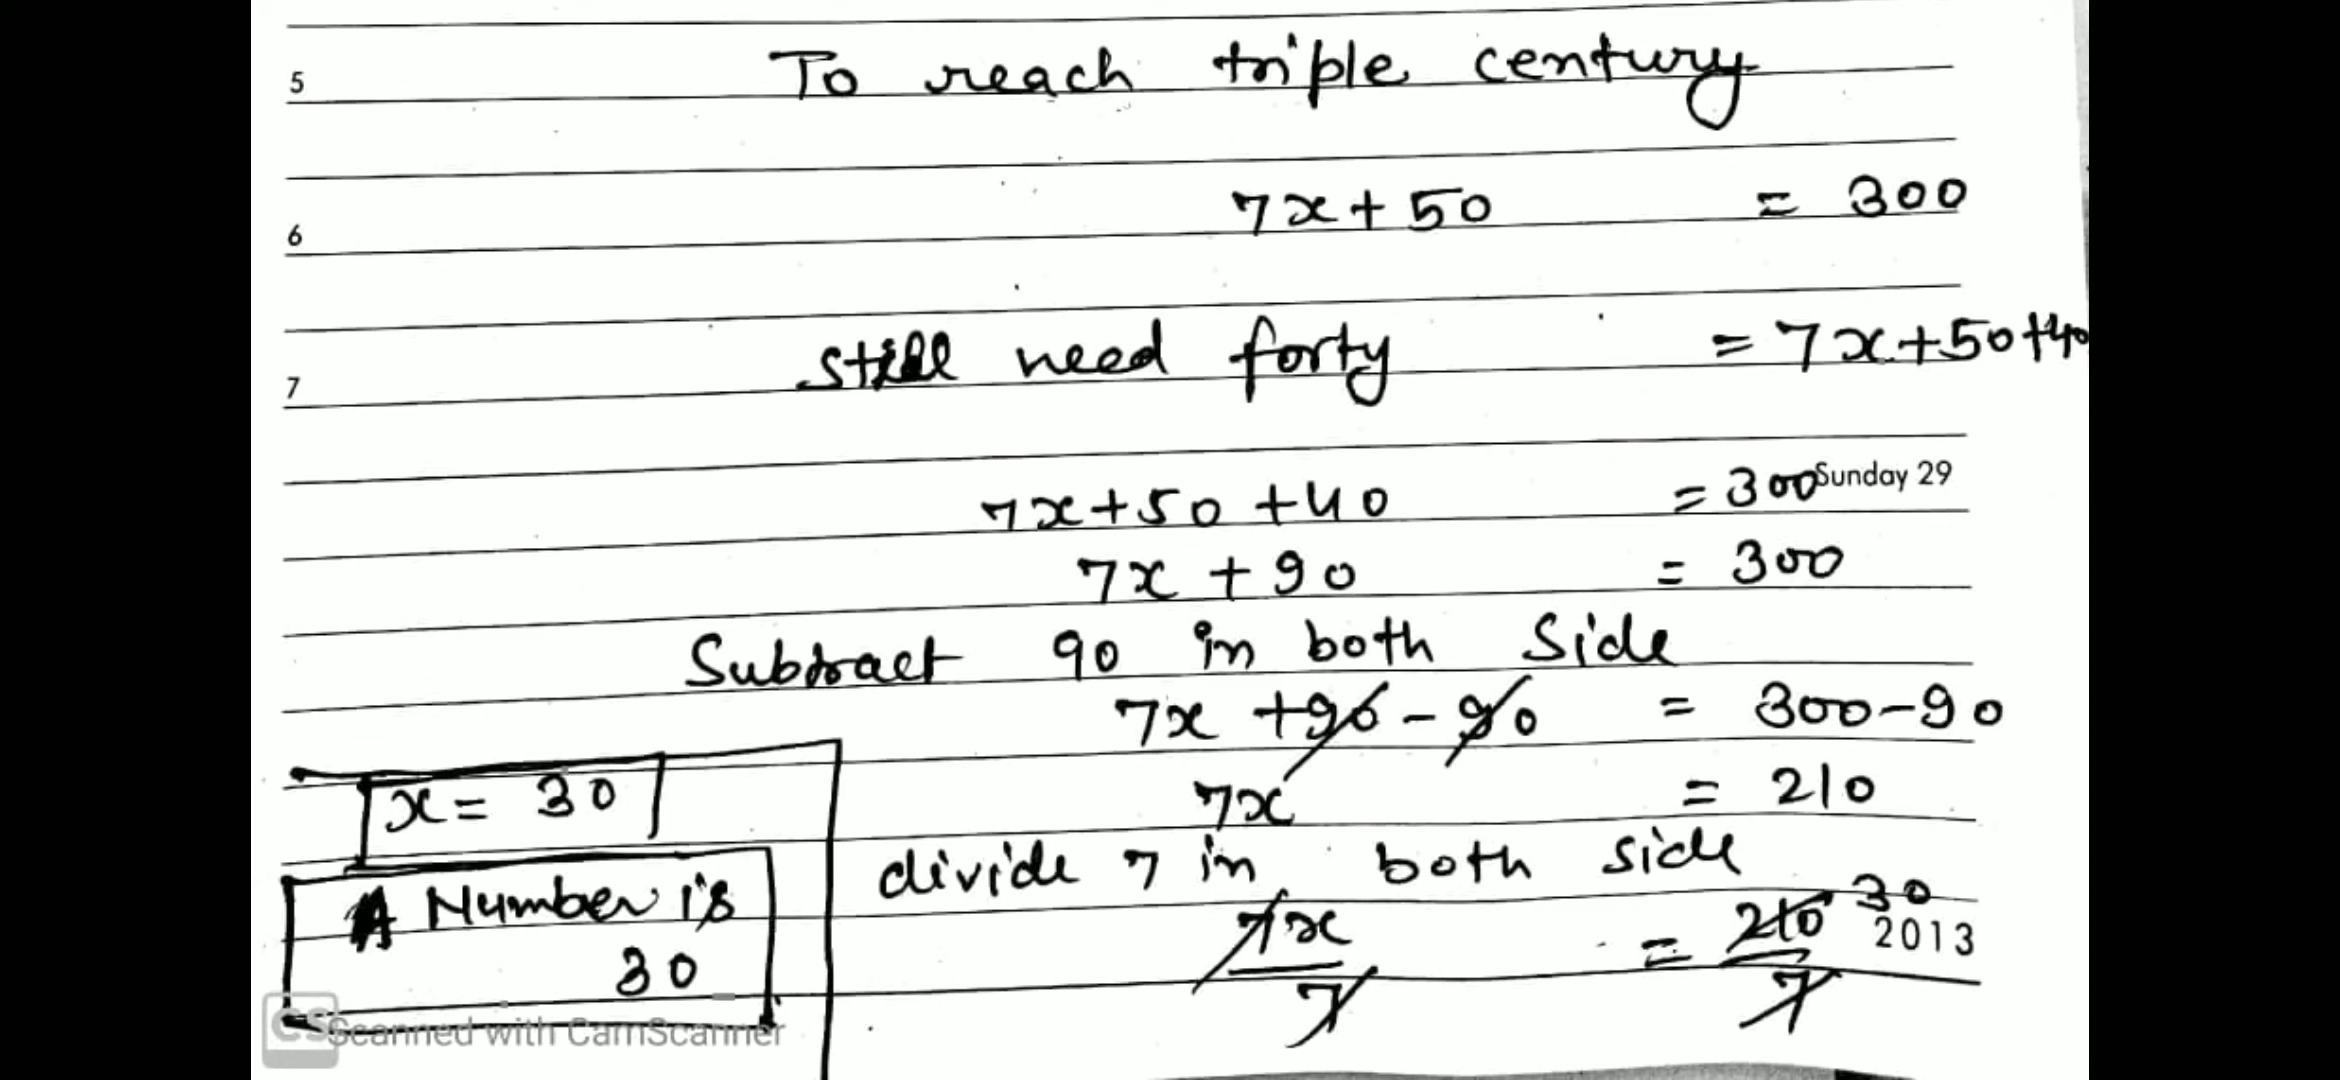 5 To reach triple century
6 7x + 50 = 300
7 still need forty = 7x + 50 + 40
7x + 50 + 40 = 300 Sunday 29
7x + 90 = 300
Subtract 90 in both Side
7x + 90 - 90 = 300 - 90
7x = 210
divide 7 in both side
7x/7 = 210/7 30
2013
x = 30
A Number is
30
CS Scanned with CamScanner